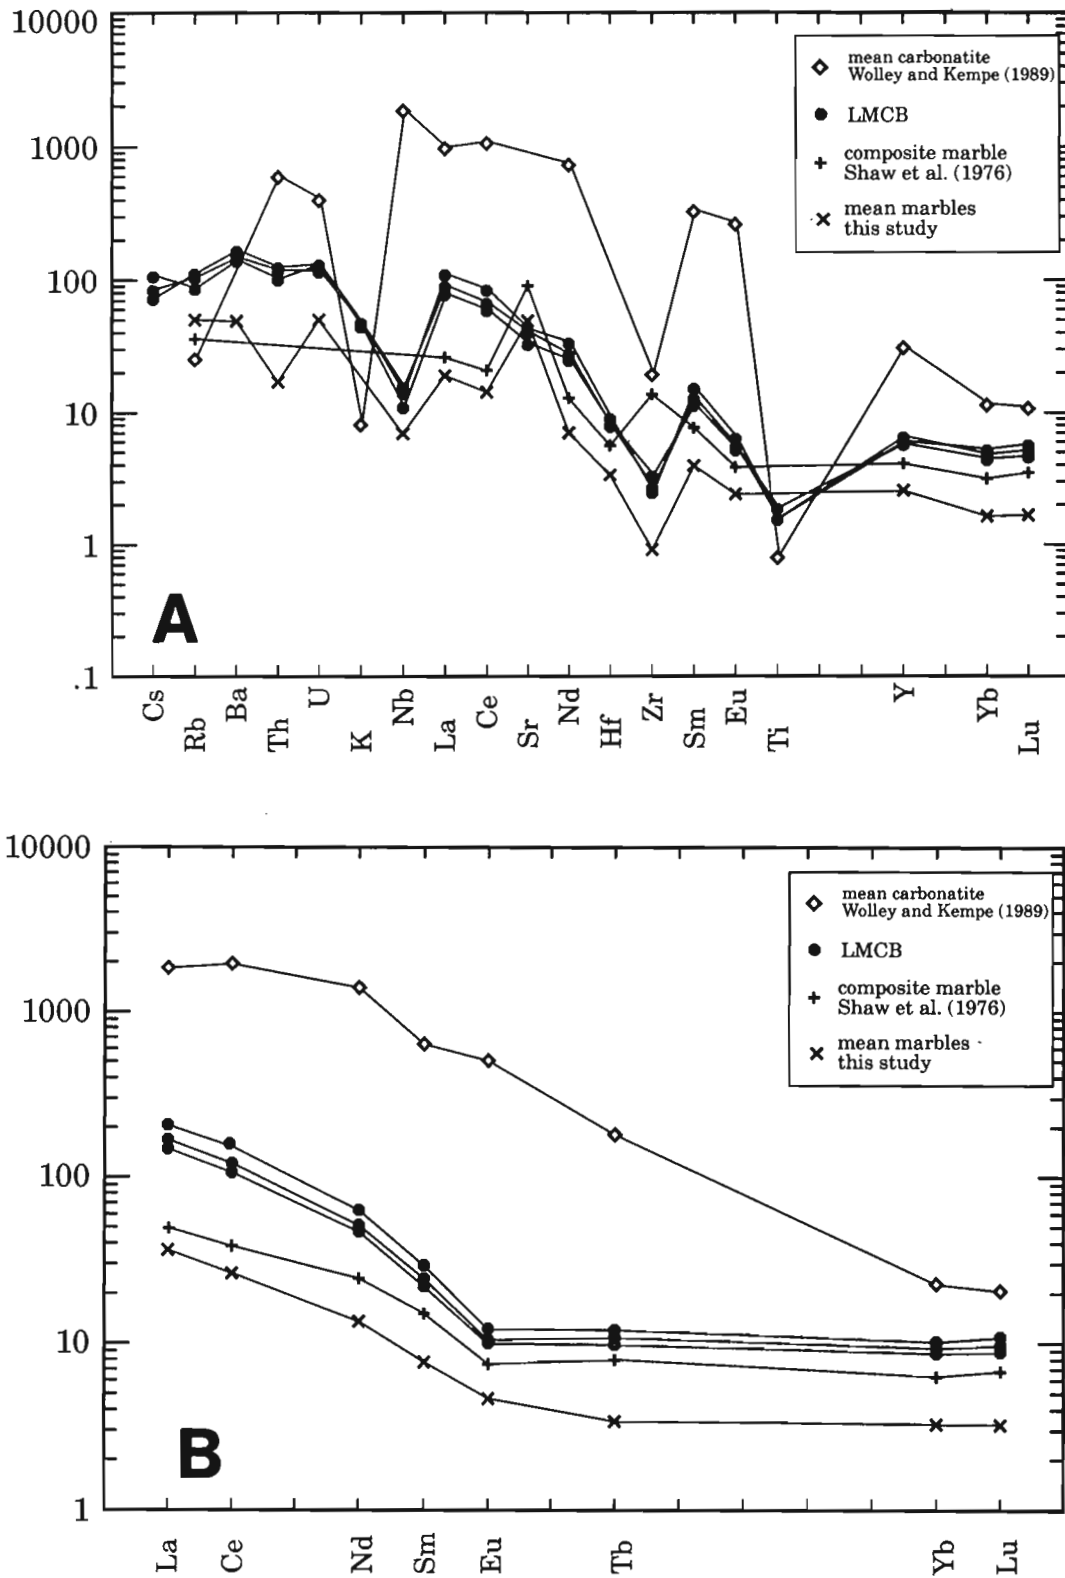 10000
1000
100
10
1
.1
mean carbonatite
Wolley and Kempe (1989)
LMCB
composite marble
Shaw et al. (1976)
mean marbles
this study
A
Cs
Rb
Ba
Th
U
K
Nb
La
Ce
Sr
Nd
Hf
Zr
Sm
Eu
Ti
Y
Yb
Lu
10000
1000
100
10
1
mean carbonatite
Wolley and Kempe (1989)
LMCB
composite marble
Shaw et al. (1976)
mean marbles
this study
B
La
Ce
Nd
Sm
Eu
Tb
Yb
Lu